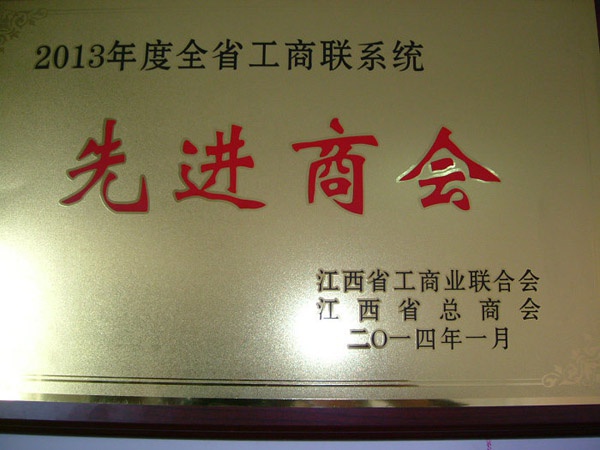 2013年度全省工商联系统
先进商会
江西省工商业联合会
江西省总商会
二〇一四年一月